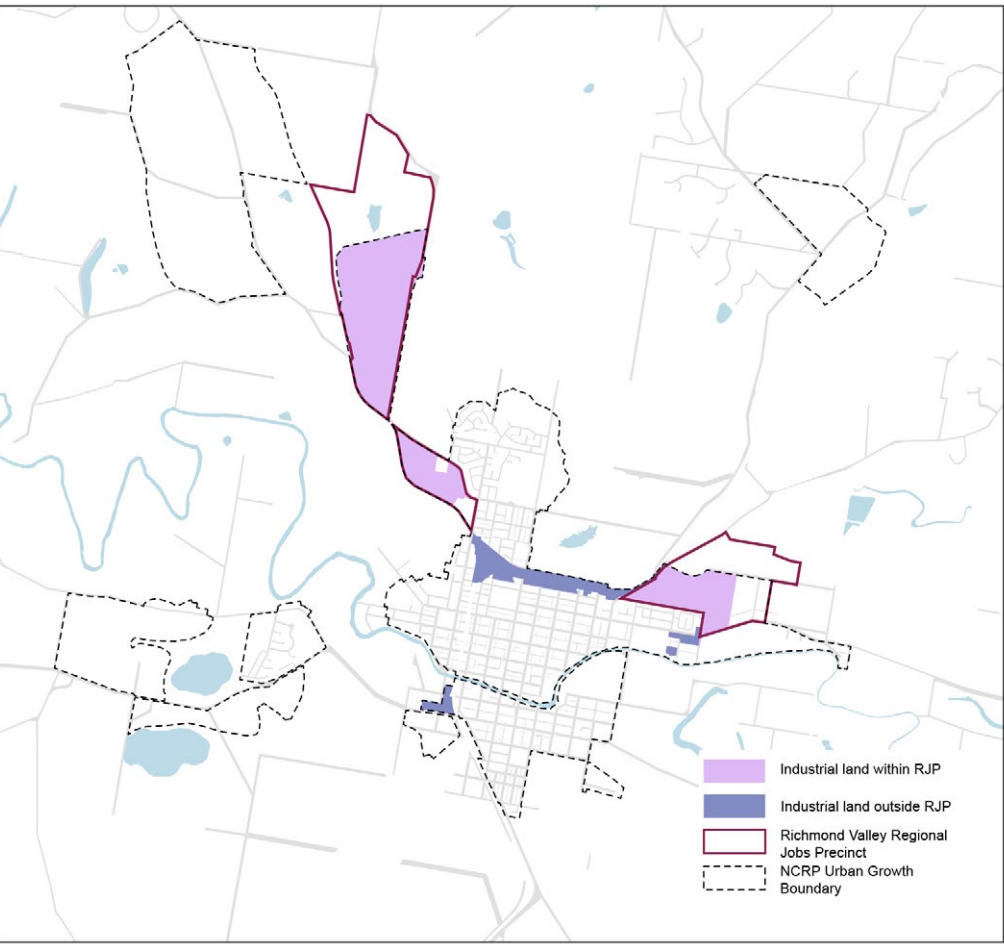 Industrial land within RJP
Industrial land outside RJP
Richmond Valley Regional
Jobs Precinct
NCRP Urban Growth
Boundary